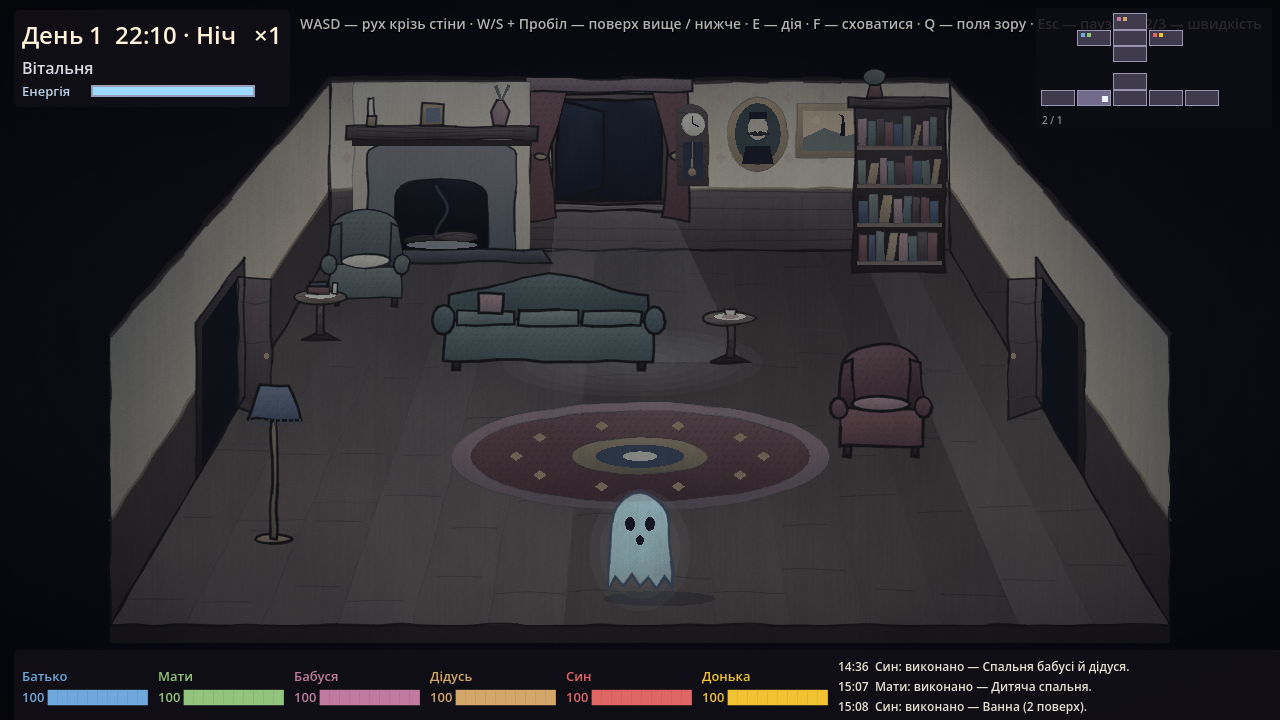 День 1 22:10 · Ніч ×1
WASD — рух крізь стіни · W/S + Пробіл — поверх вище / нижче · E — дія · F — сховатися · Q — поля зору · Esc — пауза 2/3 — швидкість
Вітальня
Енергія
2 / 1
Батько
100
Мати
100
Бабуся
100
Дідусь
100
Син
100
Донька
100
14:36 Син: виконано — Спальня бабусі й дідуся.
15:07 Мати: виконано — Дитяча спальня.
15:08 Син: виконано — Ванна (2 поверх).